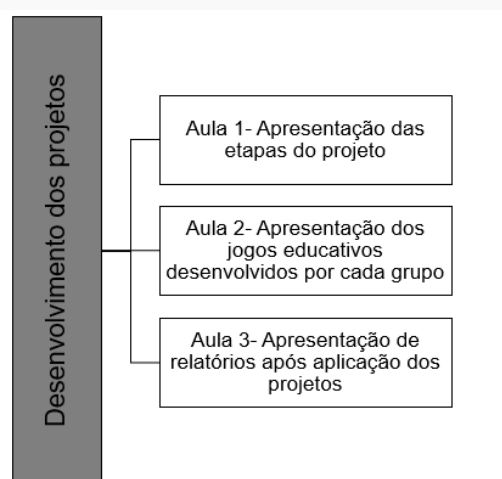 Desenvolvimento dos projetos
Aula 1- Apresentação das
etapas do projeto
Aula 2- Apresentação dos
jogos educativos
desenvolvidos por cada grupo
Aula 3- Apresentação de
relatórios após aplicação dos
projetos